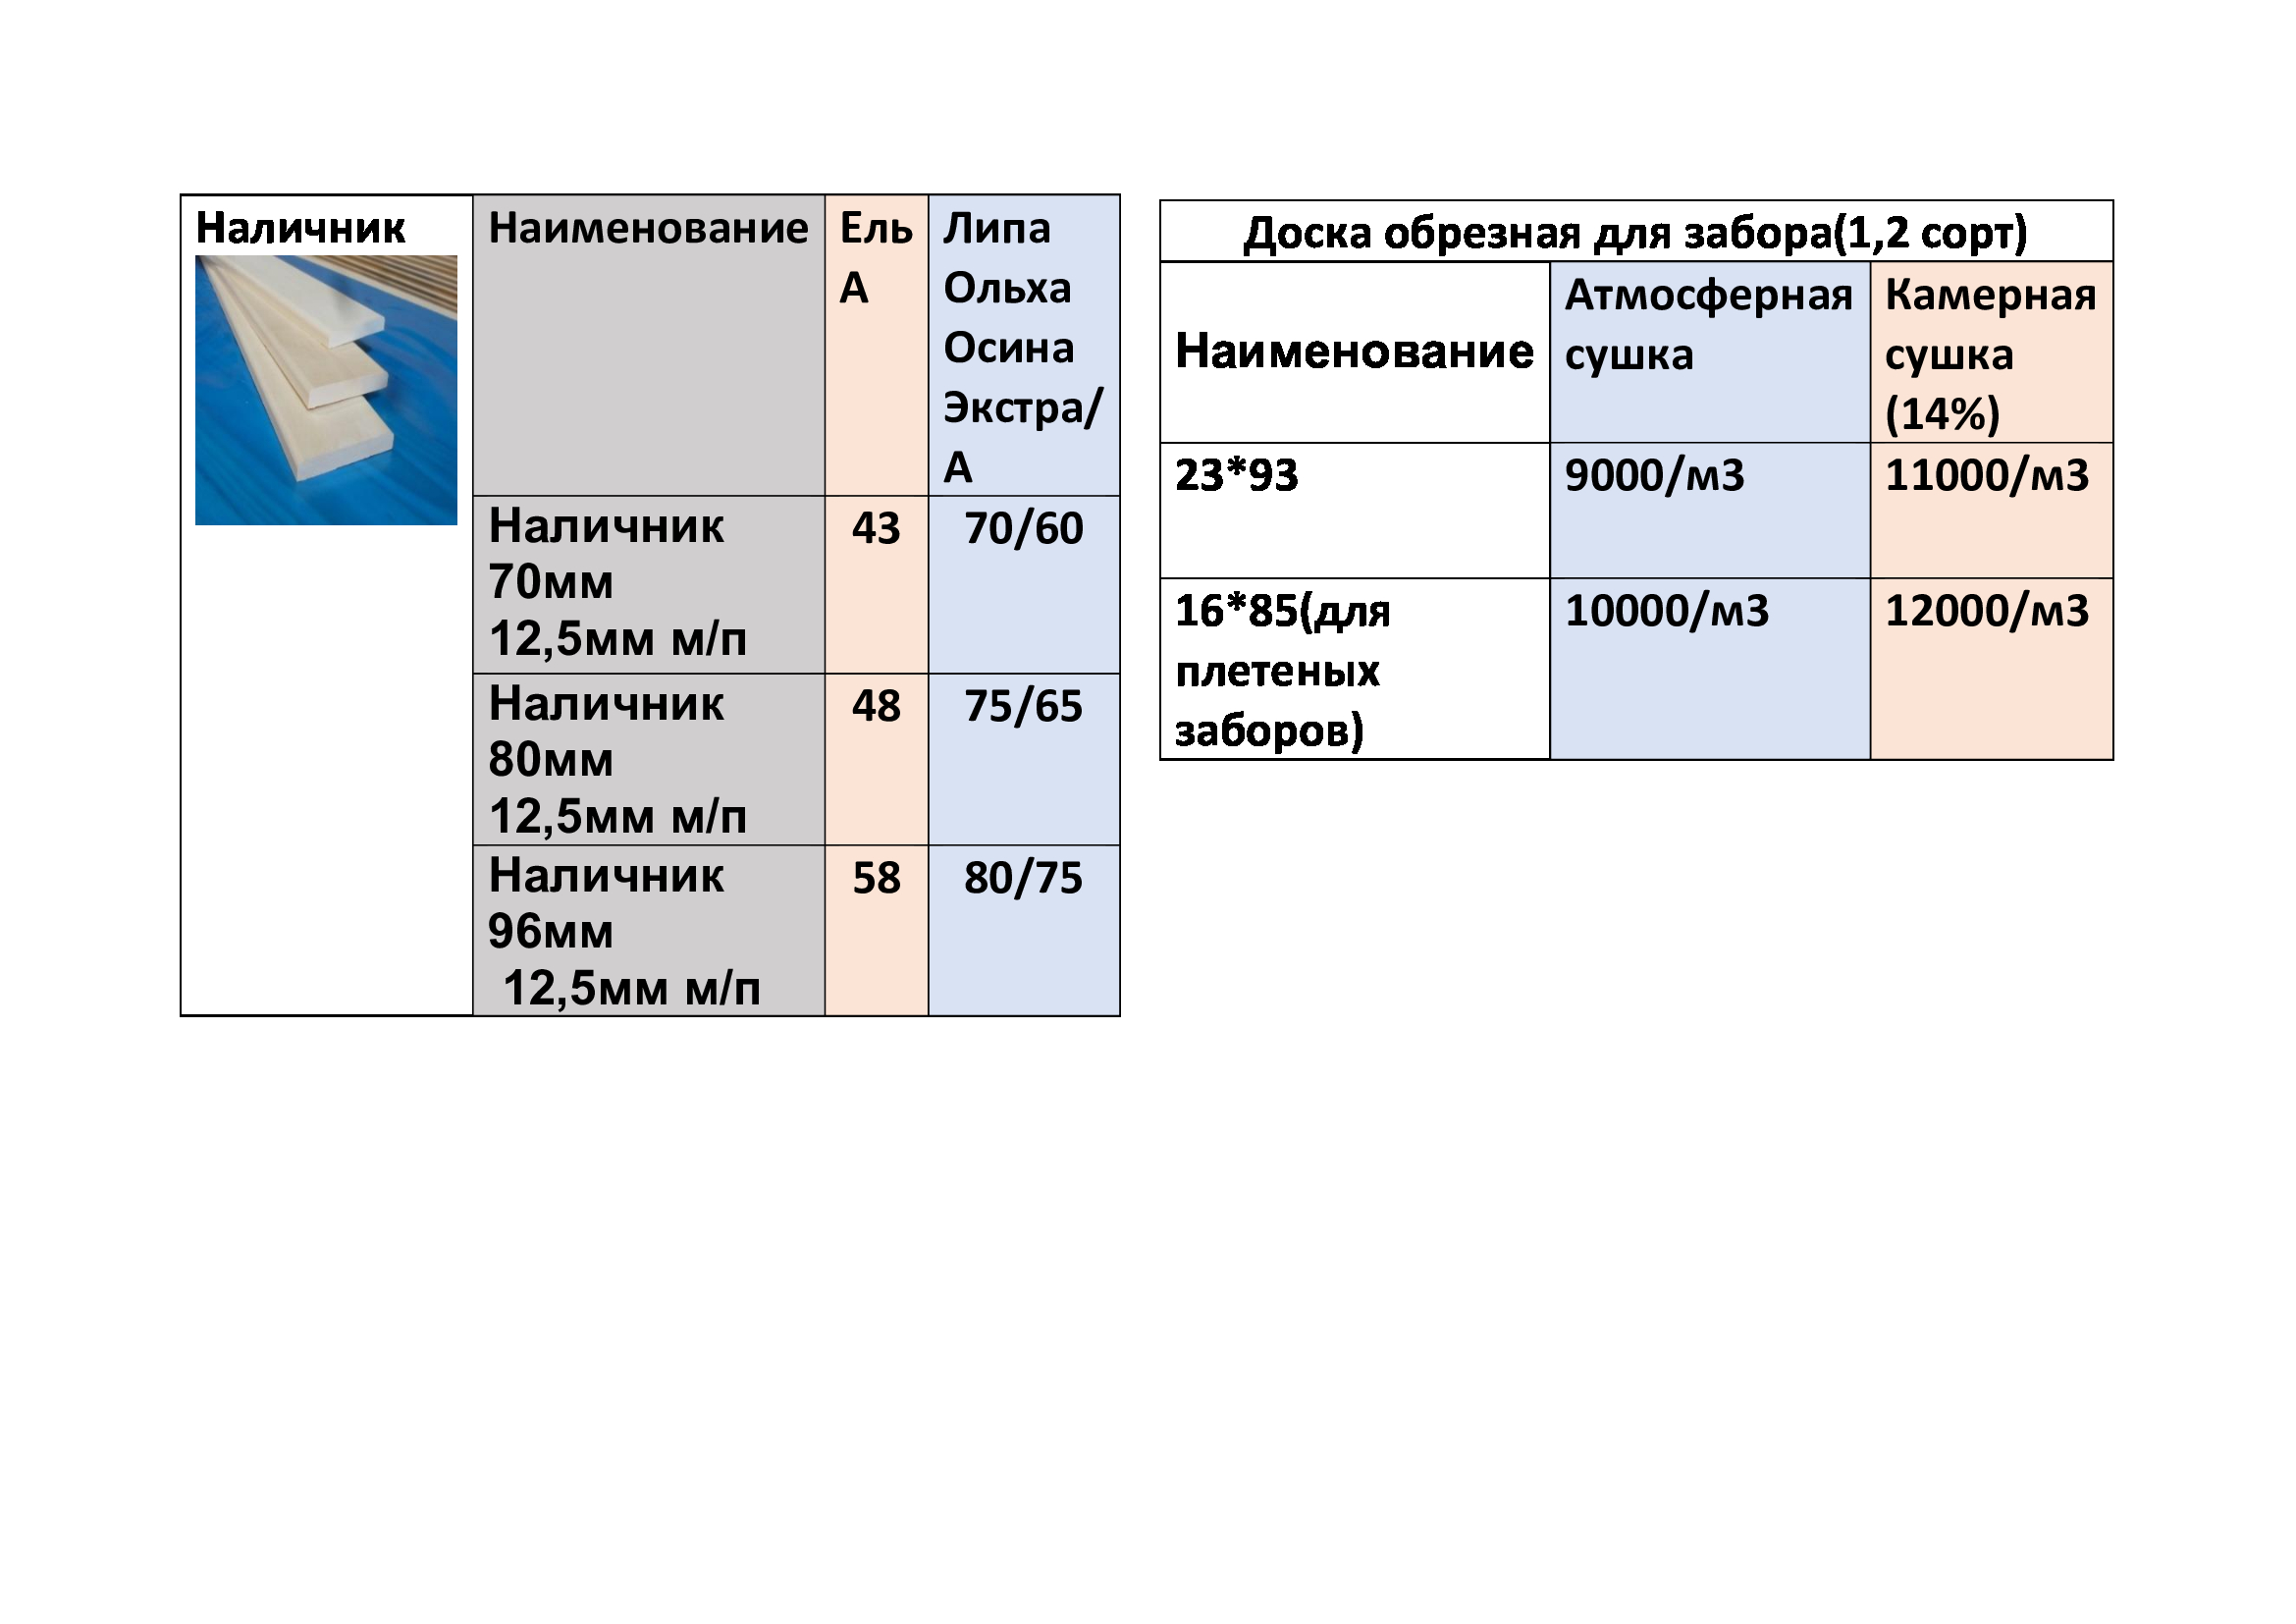 Наличник
Наименование
Ель
А
Липа
Ольха
Осина
Экстра/
А
Наличник
70мм
12,5мм м/п
43
70/60
Наличник
80мм
12,5мм м/п
48
75/65
Наличник
96мм
12,5мм м/п
58
80/75
Доска обрезная для забора(1,2 сорт)
Наименование
Атмосферная
сушка
Камерная
сушка
(14%)
23*93
9000/м3
11000/м3
16*85(для
плетеных
заборов)
10000/м3
12000/м3